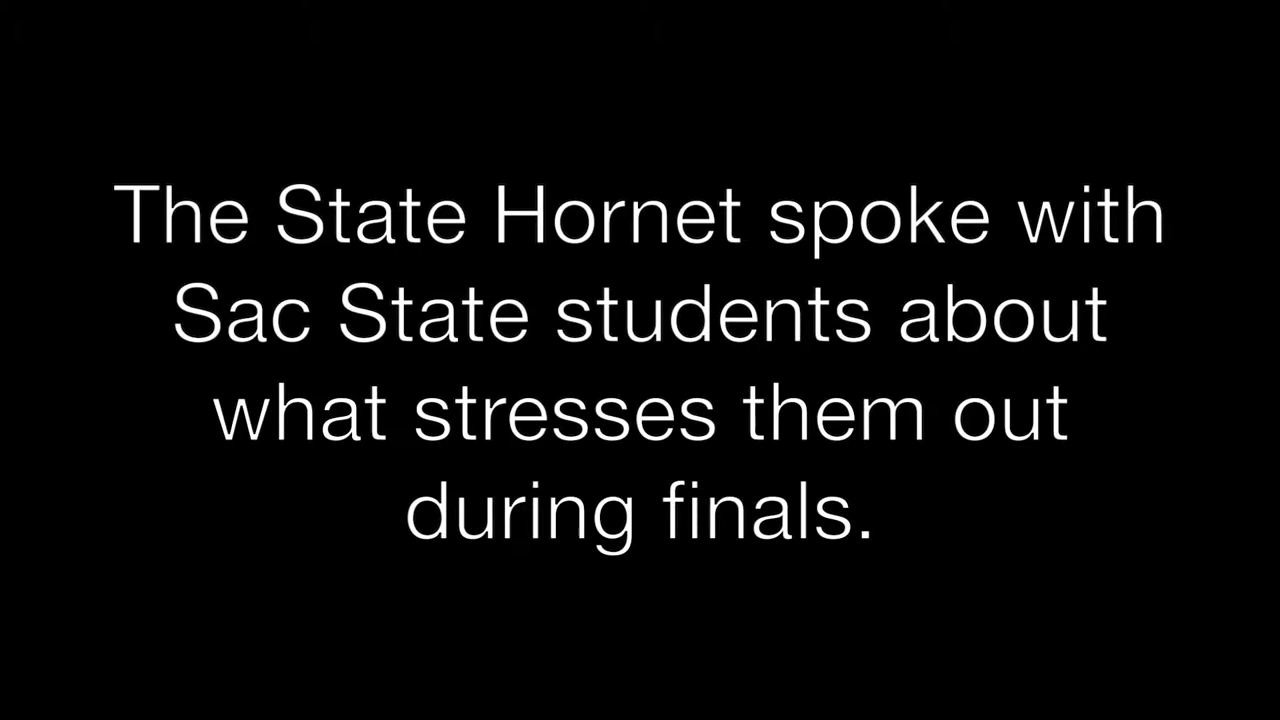 The State Hornet spoke with
Sac State students about
what stresses them out
during finals.